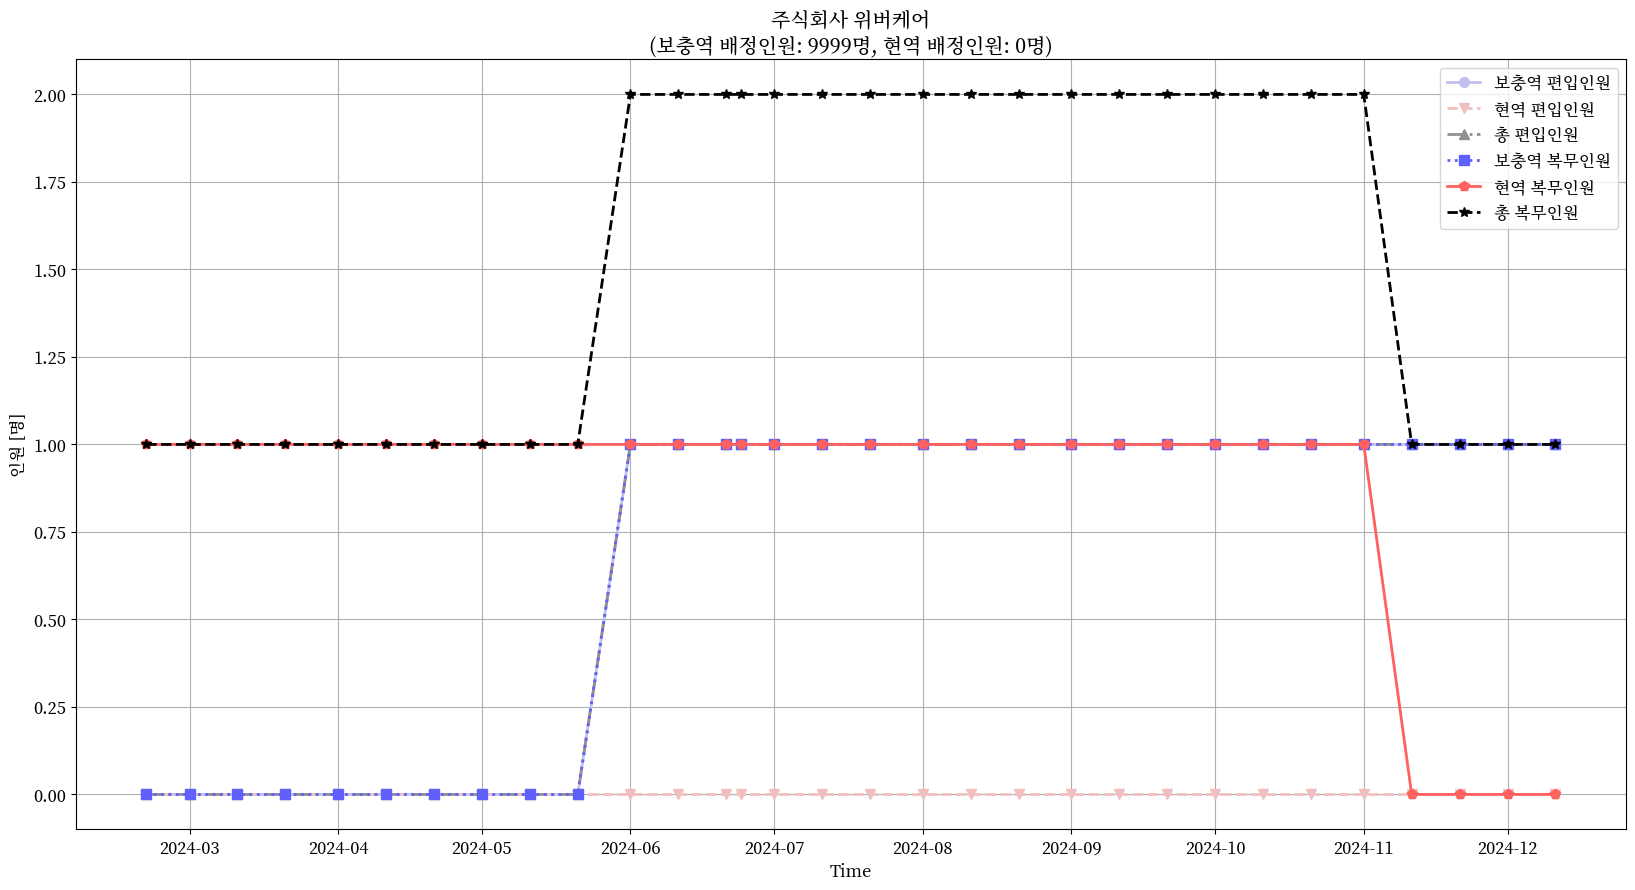 주식회사 위버케어
(보충역 배정인원: 9999명, 현역 배정인원: 0명)
보충역 편입인원
현역 편입인원
총 편입인원
보충역 복무인원
현역 복무인원
총 복무인원
인원 [명]
2.00
1.75
1.50
1.25
1.00
0.75
0.50
0.25
0.00
2024-03 2024-04 2024-05 2024-06 2024-07 2024-08 2024-09 2024-10 2024-11 2024-12
Time